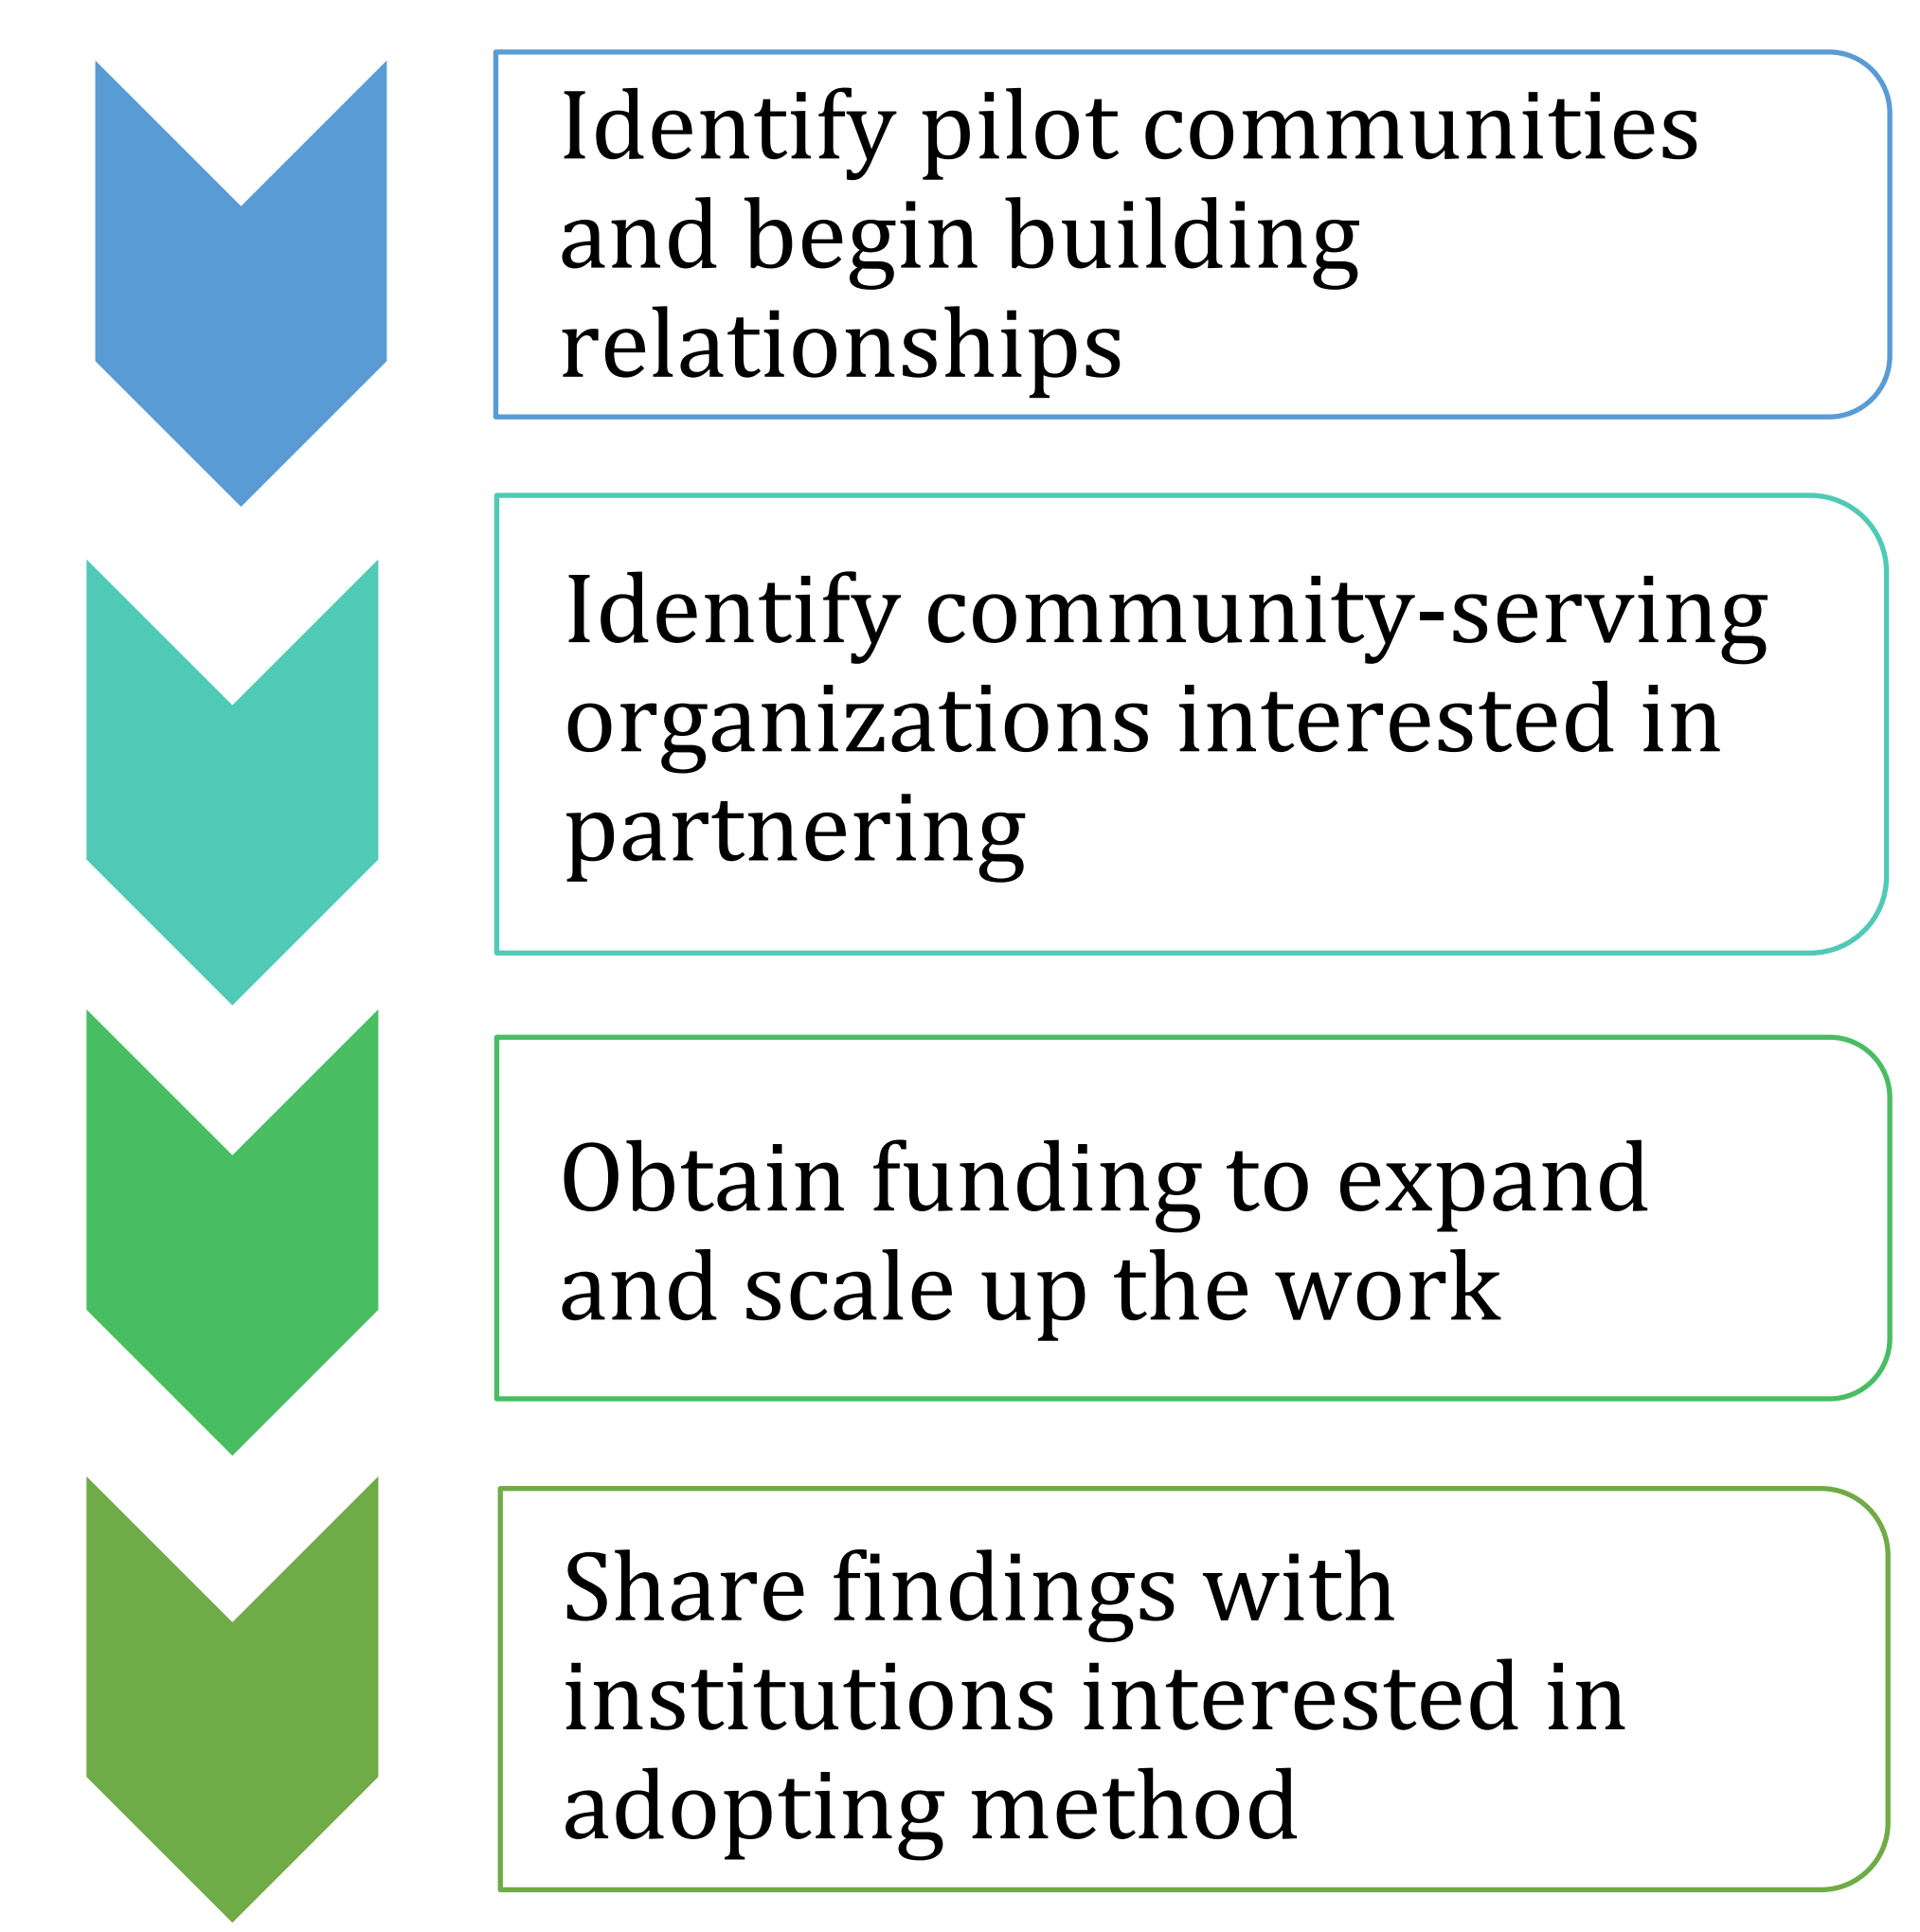 Identify pilot communities
and begin building
relationships
Identify community-serving
organizations interested in
partnering
Obtain funding to expand
and scale up the work
Share findings with
institutions interested in
adopting method